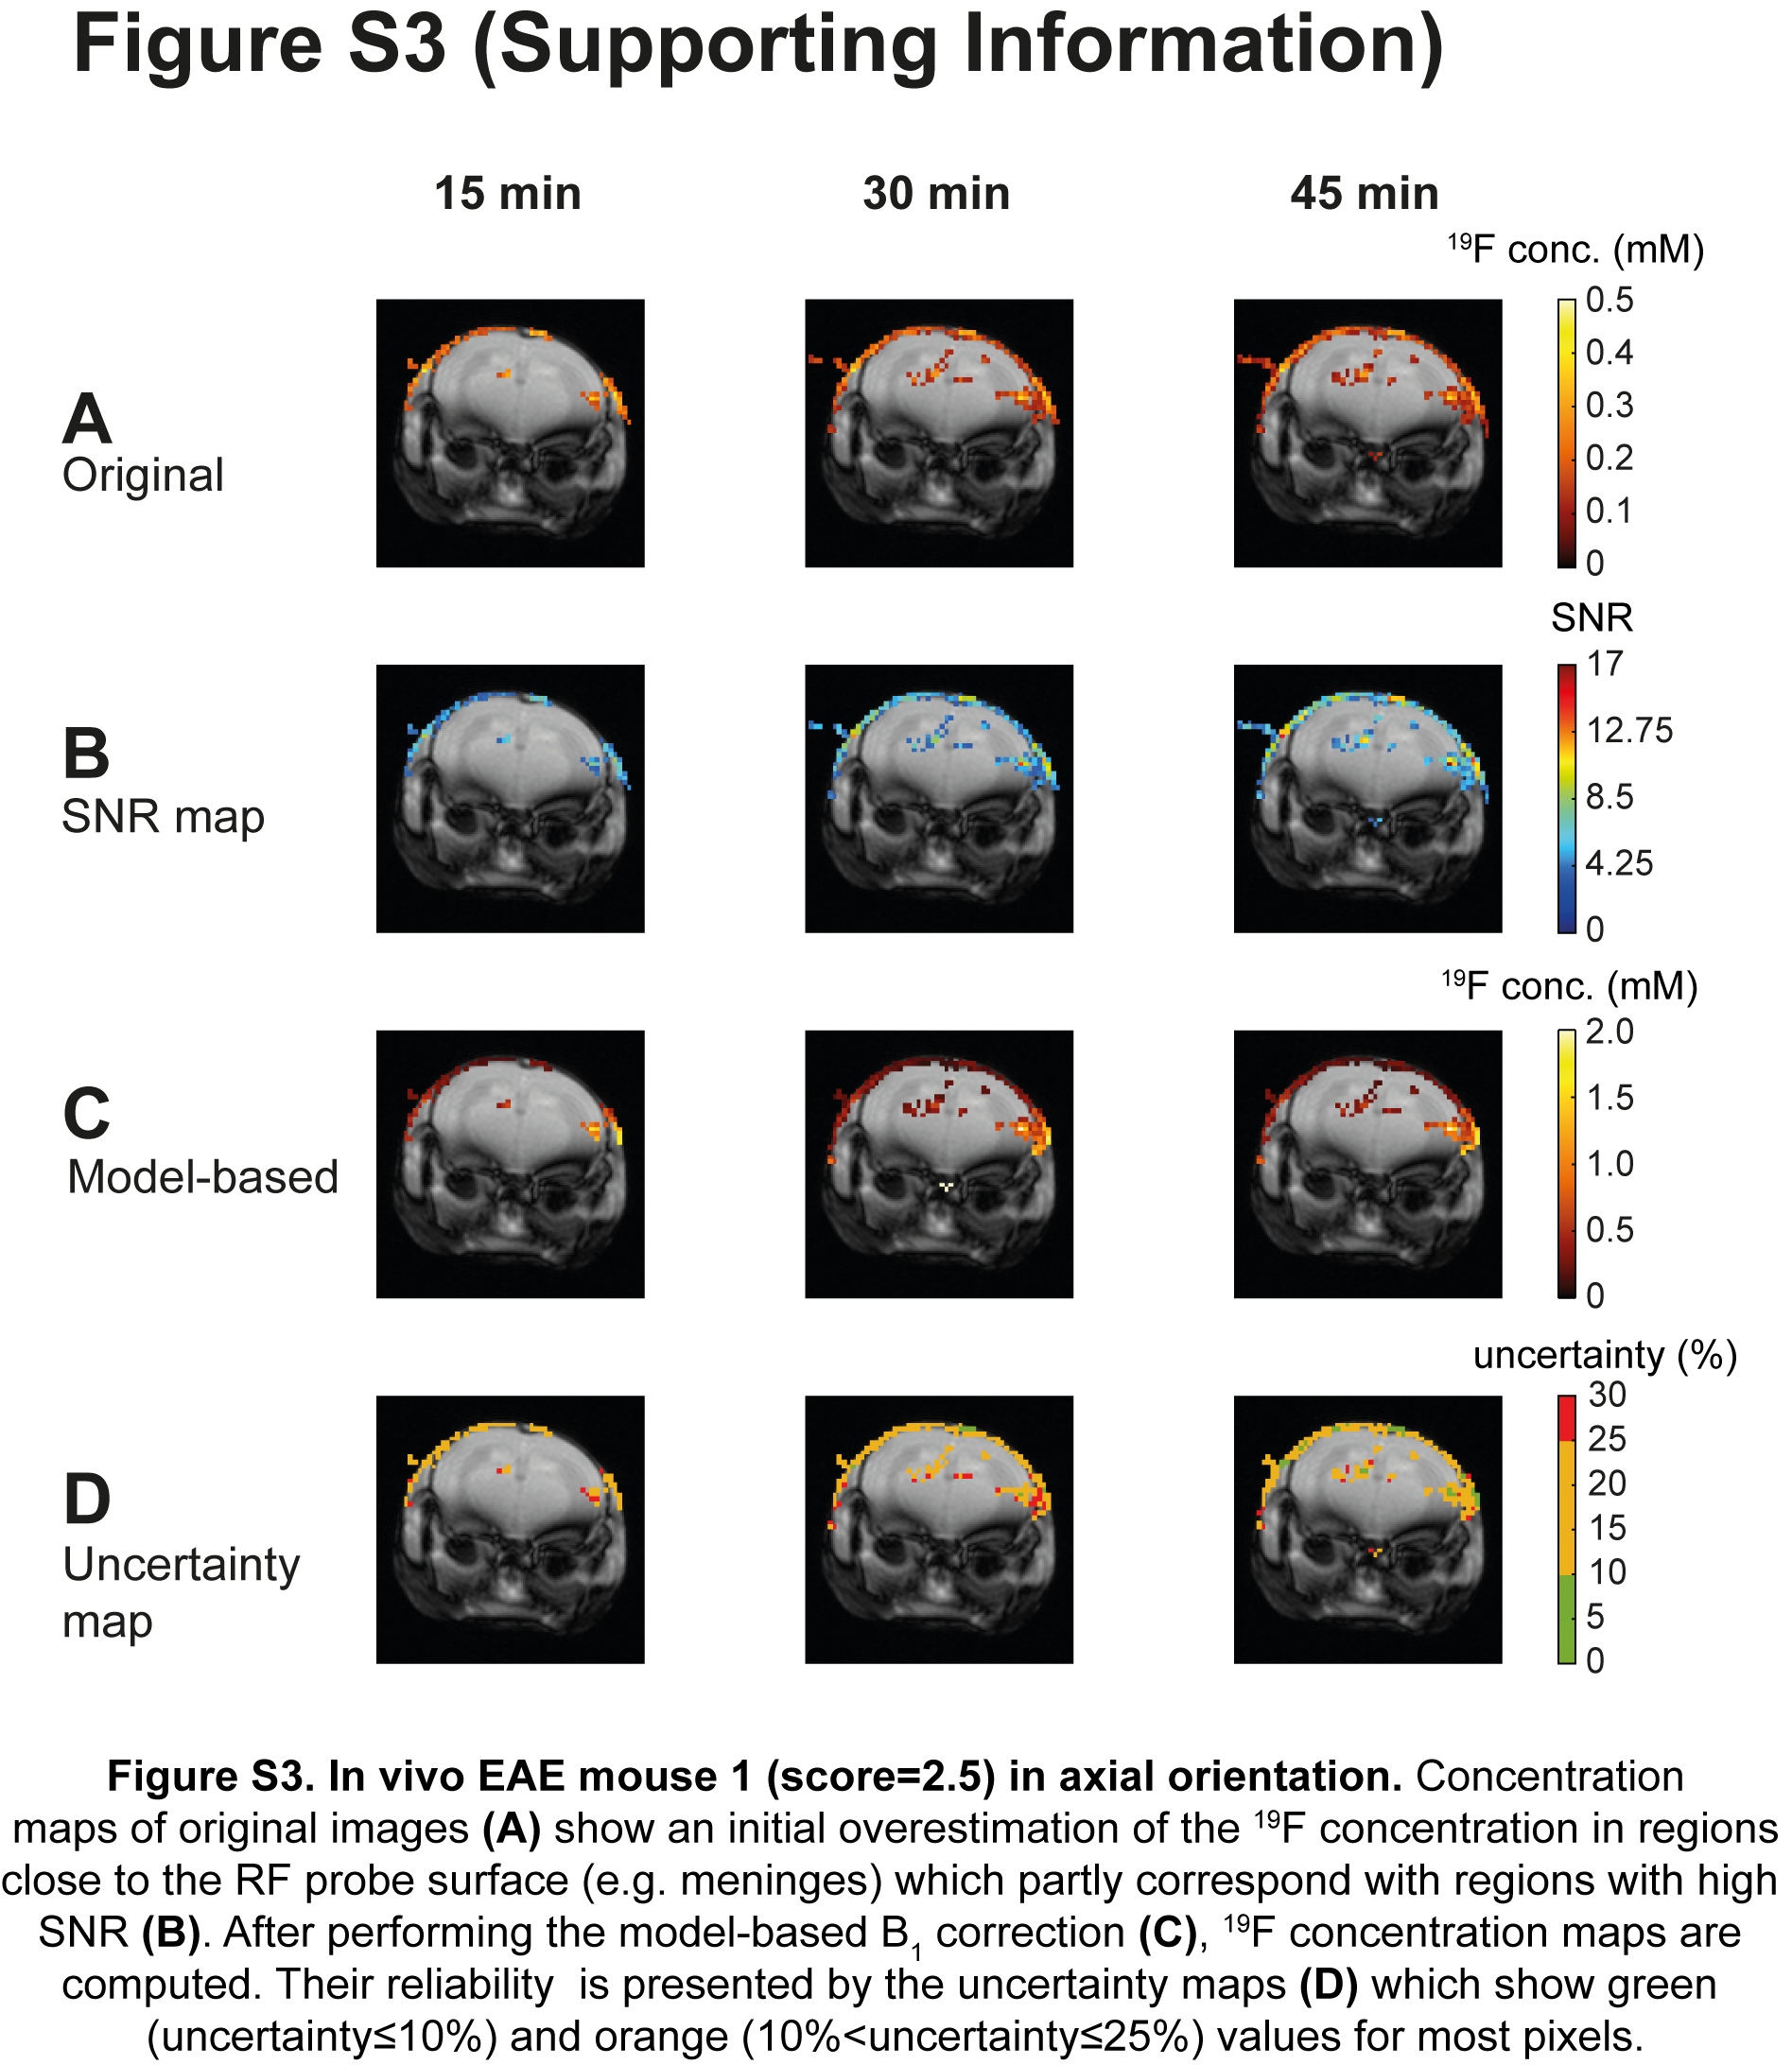 Figure S3 (Supporting Information)
15 min
30 min
45 min
¹⁹F conc. (mM)
A
Original
0.5
0.4
0.3
0.2
0.1
0
SNR
B
SNR map
17
12.75
8.5
4.25
0
¹⁹F conc. (mM)
C
Model-based
2.0
1.5
1.0
0.5
0
uncertainty (%)
D
Uncertainty
map
30
25
20
15
10
5
0
Figure S3. In vivo EAE mouse 1 (score=2.5) in axial orientation. Concentration
maps of original images (A) show an initial overestimation of the ¹⁹F concentration in regions
close to the RF probe surface (e.g. meninges) which partly correspond with regions with high
SNR (B). After performing the model-based B₁ correction (C), ¹⁹F concentration maps are
computed. Their reliability  is presented by the uncertainty maps (D) which show green
(uncertainty≤10%) and orange (10%<uncertainty≤25%) values for most pixels.